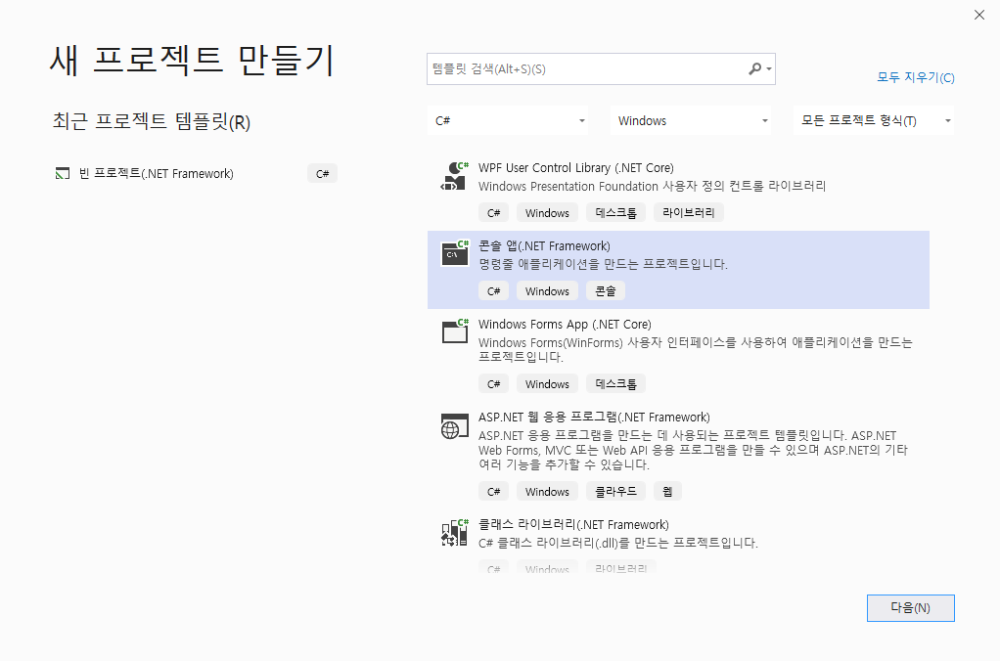 새 프로젝트 만들기
최근 프로젝트 템플릿(R)
빈 프로젝트(.NET Framework)
C#
템플릿 검색(Alt+S)(S)
모두 지우기(C)
C#
Windows
모든 프로젝트 형식(T)
WPF User Control Library (.NET Core)
Windows Presentation Foundation 사용자 정의 컨트롤 라이브러리
C# Windows 데스크톱 라이브러리
콘솔 앱(.NET Framework)
명령줄 애플리케이션을 만드는 프로젝트입니다.
C# Windows 콘솔
Windows Forms App (.NET Core)
Windows Forms(WinForms) 사용자 인터페이스를 사용하여 애플리케이션을 만드는
프로젝트입니다.
C# Windows 데스크톱
ASP.NET 웹 응용 프로그램(.NET Framework)
ASP.NET 응용 프로그램을 만드는 데 사용되는 프로젝트 템플릿입니다. ASP.NET
Web Forms, MVC 또는 Web API 응용 프로그램을 만들 수 있으며 ASP.NET의 기타
여러 기능을 추가할 수 있습니다.
C# Windows 클라우드 웹
클래스 라이브러리(.NET Framework)
C# 클래스 라이브러리(.dll)를 만드는 프로젝트입니다.
C# Windows 라이브러리
다음(N)